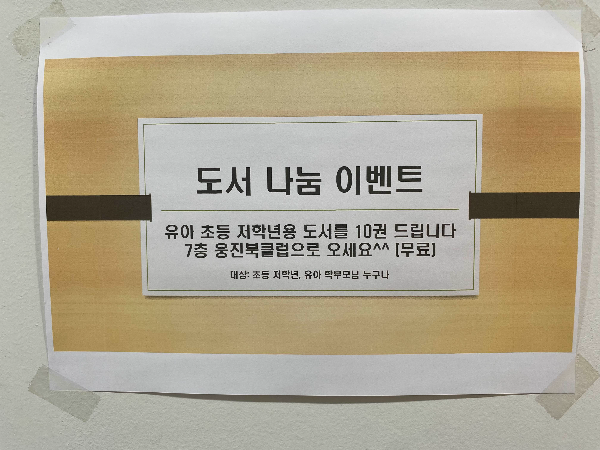 도서 나눔 이벤트
유아 초등 저학년용 도서를 10권 드립니다
7층 웅진북클럽으로 오세요^^ [무료]
대상: 초등 저학년, 유아 학부모님 누구나